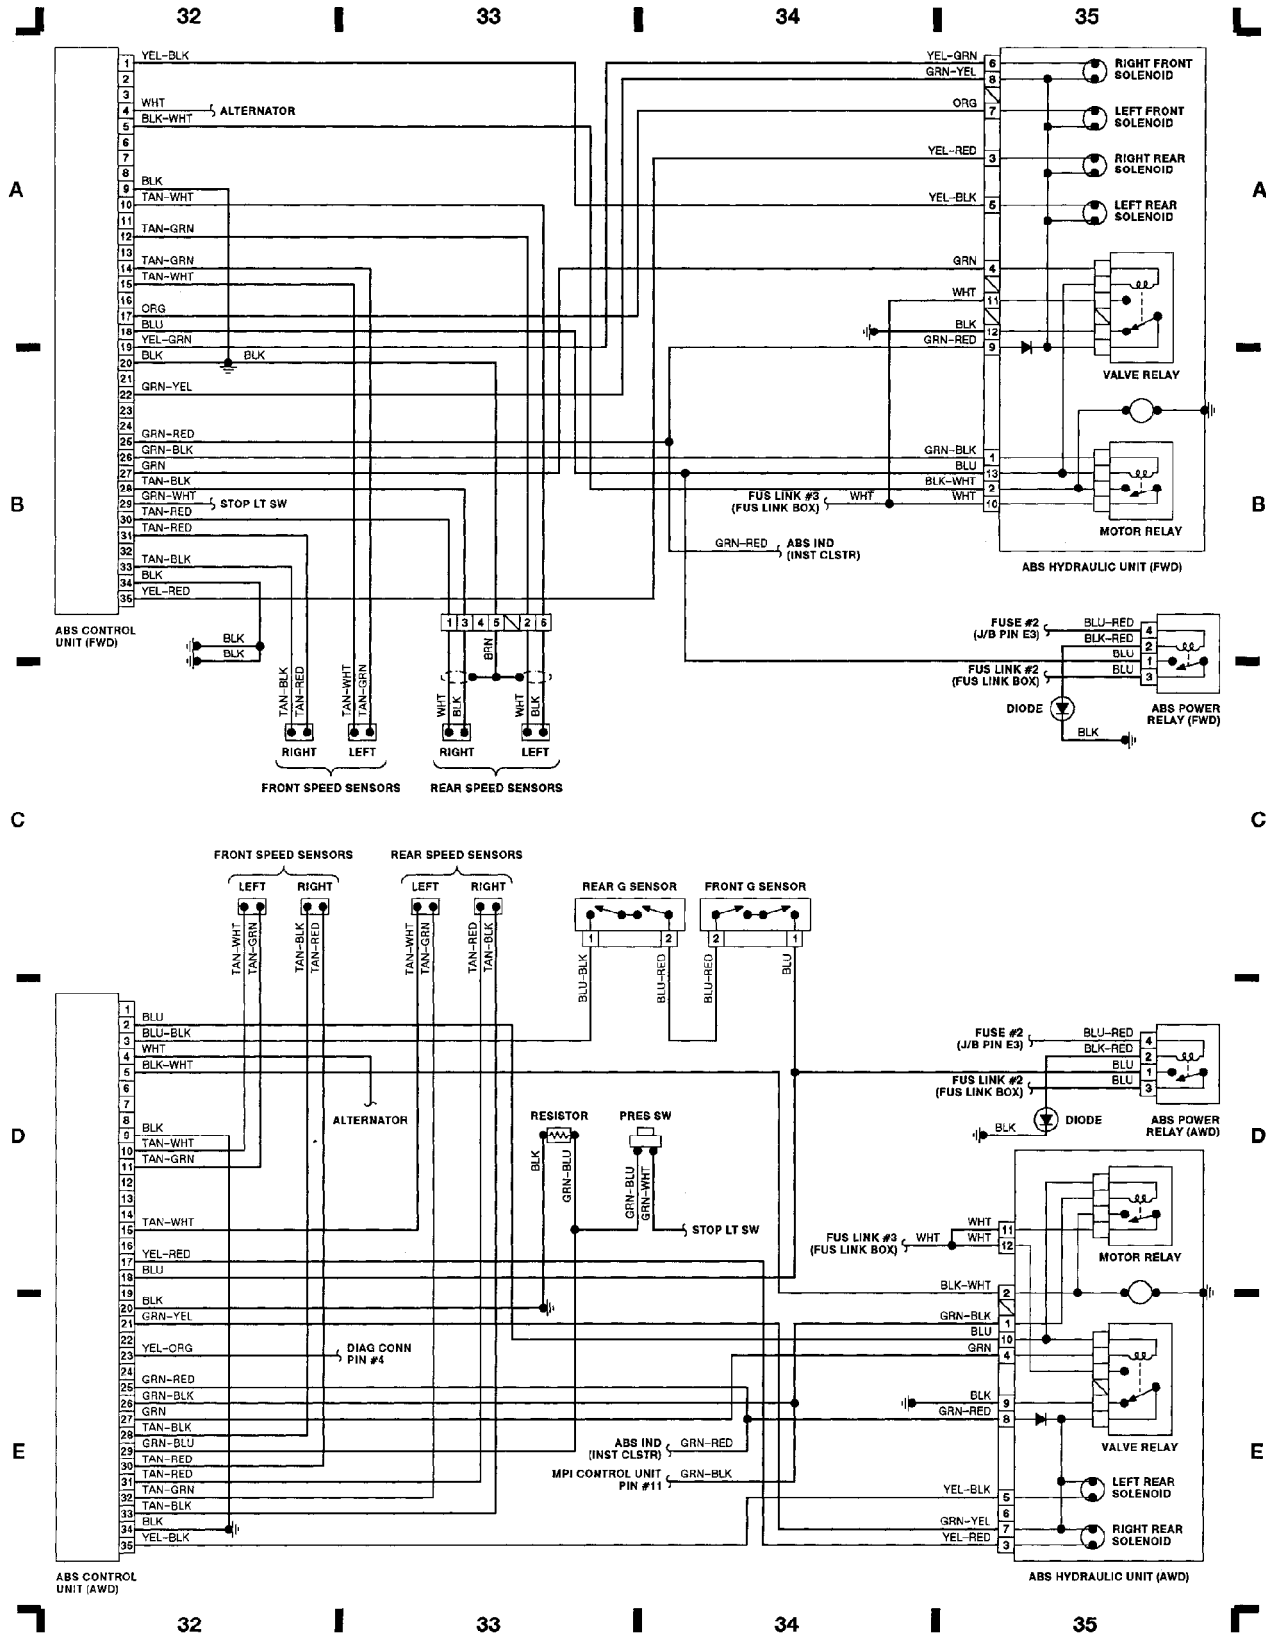 32 33 34 35
A
B
C
D
E
A
B
C
D
E
1 YEL-BLK
2
3
4 WHT ALTERNATOR
5 BLK-WHT
6
7
8
9 BLK
10 TAN-WHT
11
12 TAN-GRN
13
14 TAN-GRN
15 TAN-WHT
16
17 ORG
18 BLU
19 YEL-GRN
20 BLK BLK
21
22 GRN-YEL
23
24
25 GRN-RED
26 GRN-BLK
27 GRN
28 TAN-BLK
29 GRN-WHT STOP LT SW
30 TAN-RED
31 TAN-RED
32
33 TAN-BLK
34 BLK
35 YEL-RED
ABS CONTROL
UNIT (FWD)
BLK
BLK
TAN-BLK
TAN-RED
TAN-WHT
TAN-GRN
1 3 4 5 2 6
BRN
WHT
BLK
WHT
BLK
RIGHT LEFT RIGHT LEFT
FRONT SPEED SENSORS REAR SPEED SENSORS
YEL-GRN 6
GRN-YEL 8
ORG 7
YEL-RED 3
YEL-BLK 5
GRN 4
WHT 11
BLK 12
GRN-RED 9
GRN-BLK 1
BLU 13
BLK-WHT 2
WHT 10
FUS LINK #3
(FUS LINK BOX) WHT
GRN-RED ABS IND
(INST CLSTR)
RIGHT FRONT
SOLENOID
LEFT FRONT
SOLENOID
RIGHT REAR
SOLENOID
LEFT REAR
SOLENOID
VALVE RELAY
MOTOR RELAY
ABS HYDRAULIC UNIT (FWD)
FUSE #2
(J/B PIN E3)
BLU-RED 4
BLK-RED 2
BLU 1
BLU 3
FUS LINK #2
(FUS LINK BOX)
DIODE
BLK
ABS POWER
RELAY (FWD)
FRONT SPEED SENSORS REAR SPEED SENSORS
LEFT RIGHT LEFT RIGHT
REAR G SENSOR FRONT G SENSOR
1 2 2 1
TAN-WHT
TAN-GRN
TAN-BLK
TAN-RED
TAN-WHT
TAN-GRN
TAN-RED
TAN-BLK
BLU-BLK
BLU-RED
BLU-RED
BLU
1
2 BLU
3 BLU-BLK
4 WHT
5 BLK-WHT
6
7
8
9 BLK
10 TAN-WHT
11 TAN-GRN
12
13
14
15 TAN-WHT
16
17 YEL-RED
18 BLU
19
20 BLK
21 GRN-YEL
22
23 YEL-ORG DIAG CONN
PIN #4
24
25 GRN-RED
26 GRN-BLK
27 GRN
28 TAN-BLK
29 GRN-BLU
30 TAN-RED
31 TAN-RED
32 TAN-GRN
33 TAN-BLK
34 BLK
35 YEL-BLK
ABS CONTROL
UNIT (AWD)
ALTERNATOR
RESISTOR PRES SW
BLK
GRN-BLU
GRN-BLU
GRN-WHT
STOP LT SW
ABS IND
(INST CLSTR) GRN-RED
MPI CONTROL UNIT
PIN #11 GRN-BLK
FUSE #2
(J/B PIN E3)
BLU-RED 4
BLK-RED 2
BLU 1
BLU 3
FUS LINK #2
(FUS LINK BOX)
BLK
DIODE
ABS POWER
RELAY (AWD)
FUS LINK #3
(FUS LINK BOX) WHT
WHT 11
WHT 12
BLK-WHT 2
GRN-BLK 1
BLU 10
GRN 4
BLK 9
GRN-RED 8
YEL-BLK 5
6
GRN-YEL 7
YEL-RED 3
MOTOR RELAY
VALVE RELAY
LEFT REAR
SOLENOID
RIGHT REAR
SOLENOID
ABS HYDRAULIC UNIT (AWD)
32 33 34 35